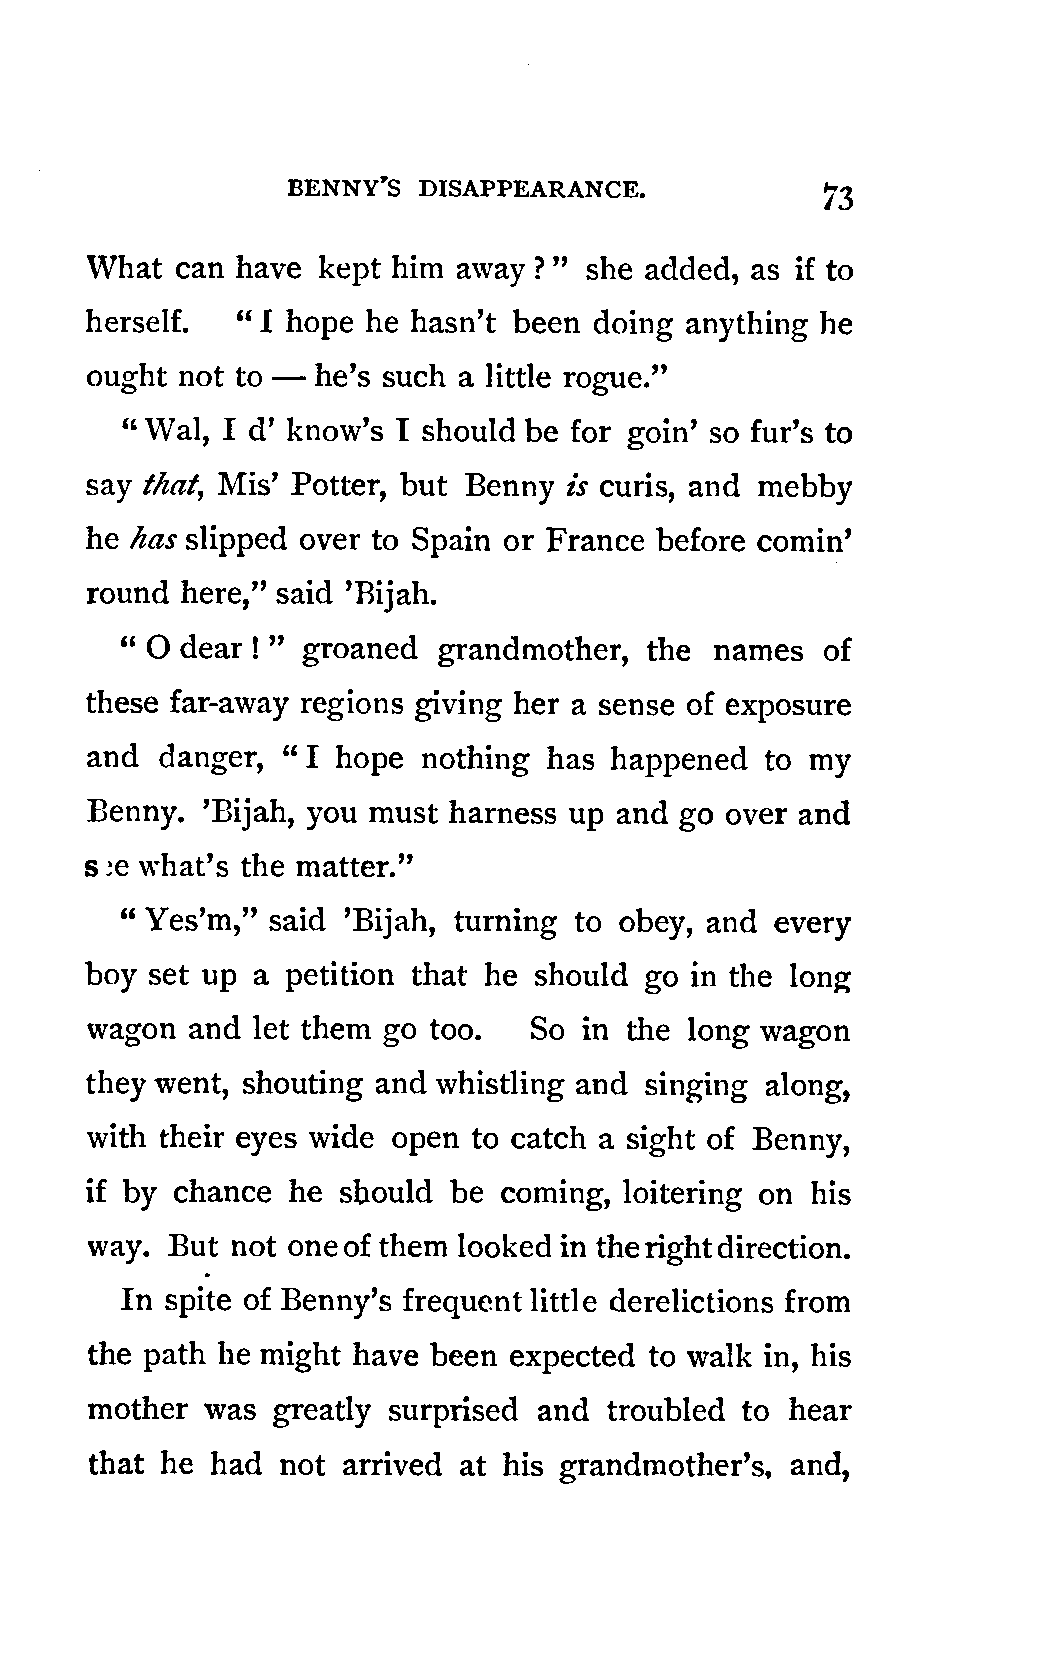 BENNY'S DISAPPEARANCE. 73
What can have kept him away?" she added, as if to
herself. "I hope he hasn't been doing anything he
ought not to — he's such a little rogue."
"Wal, I d' know's I should be for goin' so fur's to
say that, Mis' Potter, but Benny is curis, and mebby
he has slipped over to Spain or France before comin'
round here," said 'Bijah.
"O dear!" groaned grandmother, the names of
these far-away regions giving her a sense of exposure
and danger, "I hope nothing has happened to my
Benny. 'Bijah, you must harness up and go over and
see what's the matter."
"Yes'm," said 'Bijah, turning to obey, and every
boy set up a petition that he should go in the long
wagon and let them go too. So in the long wagon
they went, shouting and whistling and singing along,
with their eyes wide open to catch a sight of Benny,
if by chance he should be coming, loitering on his
way. But not one of them looked in the right direction.
In spite of Benny's frequent little derelictions from
the path he might have been expected to walk in, his
mother was greatly surprised and troubled to hear
that he had not arrived at his grandmother's, and,